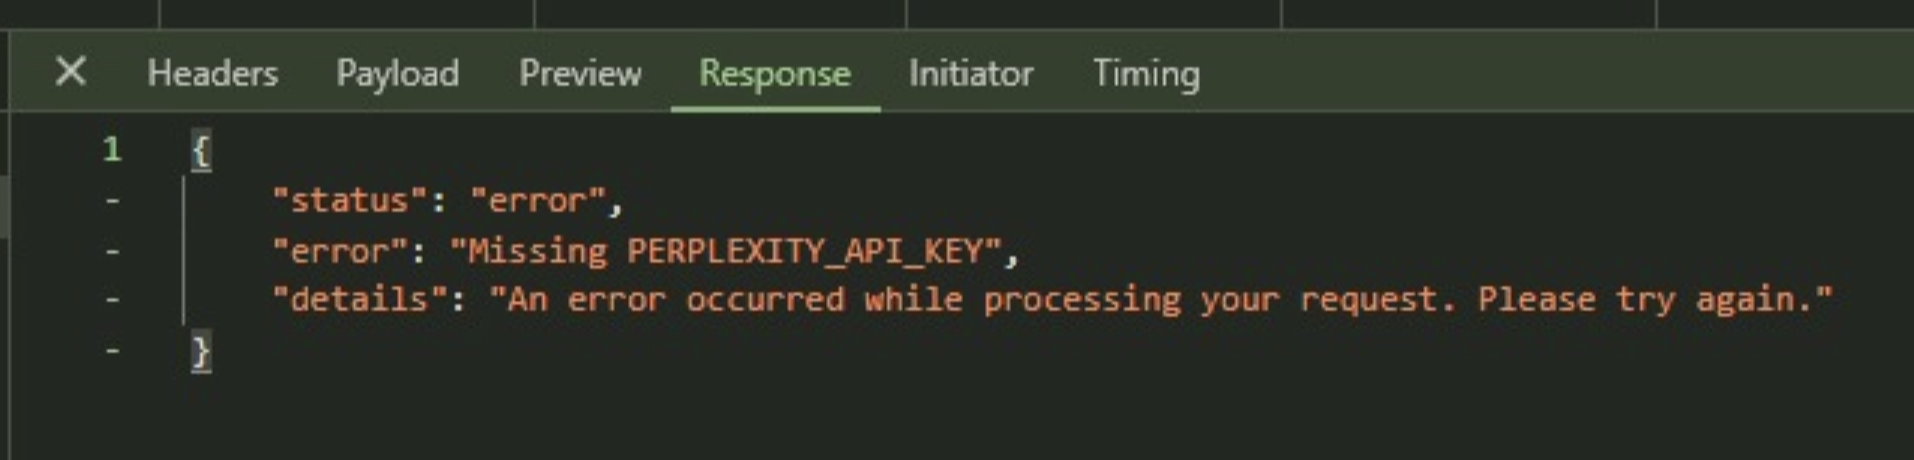 × Headers Payload Preview Response Initiator Timing
1 {
- "status": "error",
- "error": "Missing PERPLEXITY_API_KEY",
- "details": "An error occurred while processing your request. Please try again."
- }